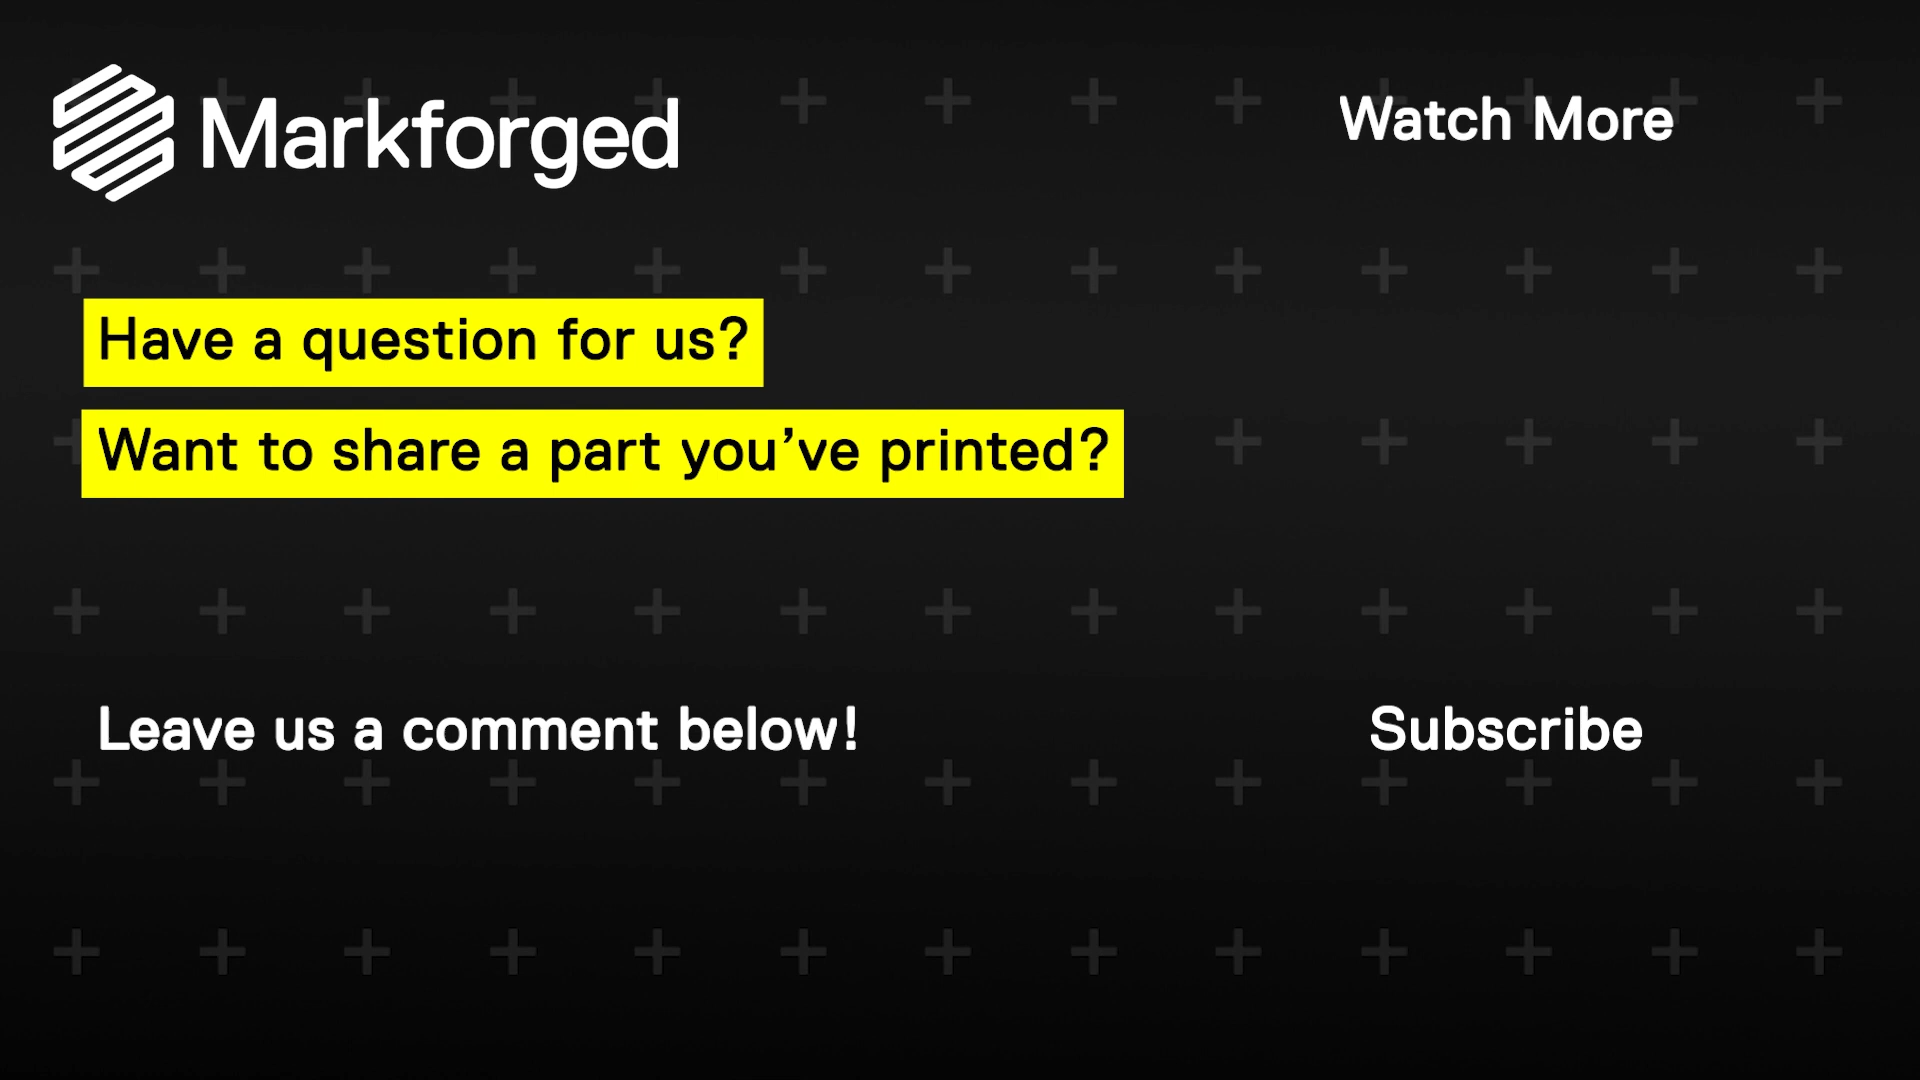 Markforged
Watch More
Have a question for us?
Want to share a part you’ve printed?
Leave us a comment below!
Subscribe